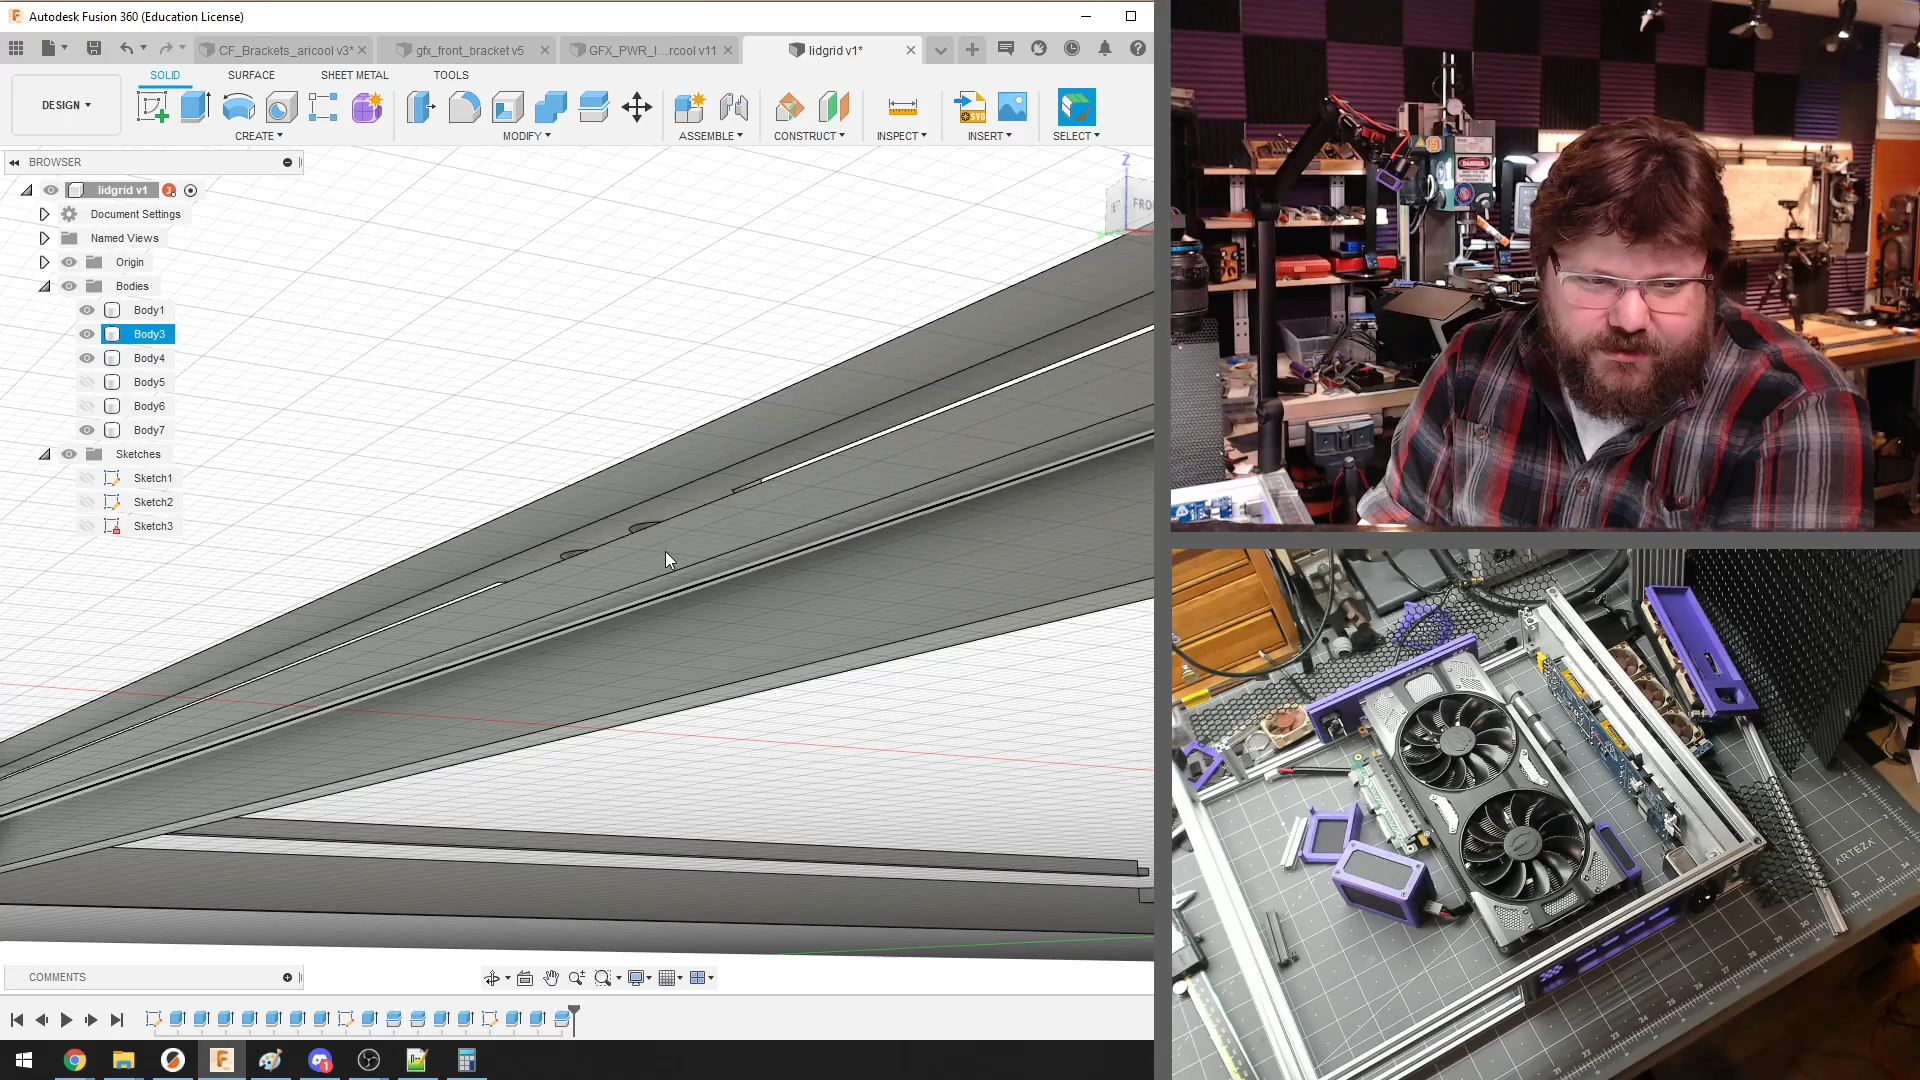 Autodesk Fusion 360 (Education License)
CF_Brackets_aricool v3*
gfx_front_bracket v5
GFX_PWR_I...rcool v11
lidgrid v1*
SOLID
SURFACE
SHEET METAL
TOOLS
DESIGN
CREATE
MODIFY
ASSEMBLE
CONSTRUCT
INSPECT
INSERT
SELECT
BROWSER
lidgrid v1
Document Settings
Named Views
Origin
Bodies
Body1
Body3
Body4
Body5
Body6
Body7
Sketches
Sketch1
Sketch2
Sketch3
Z
FRO
COMMENTS
DANGER
ARTEZA